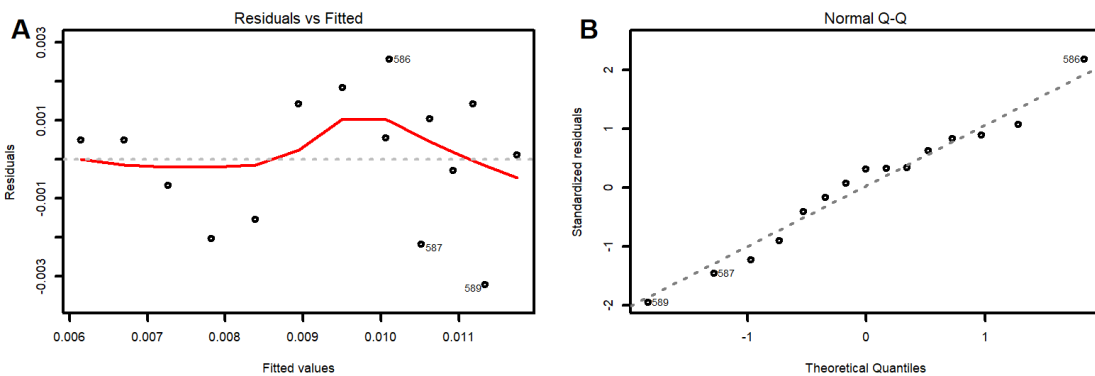 A
Residuals vs Fitted
Residuals
0.003
0.001
-0.001
-0.003
586
587
589
0.006 0.007 0.008 0.009 0.010 0.011
Fitted values
B
Normal Q-Q
Standardized residuals
2
1
0
-1
-2
586
587
589
-1 0 1
Theoretical Quantiles